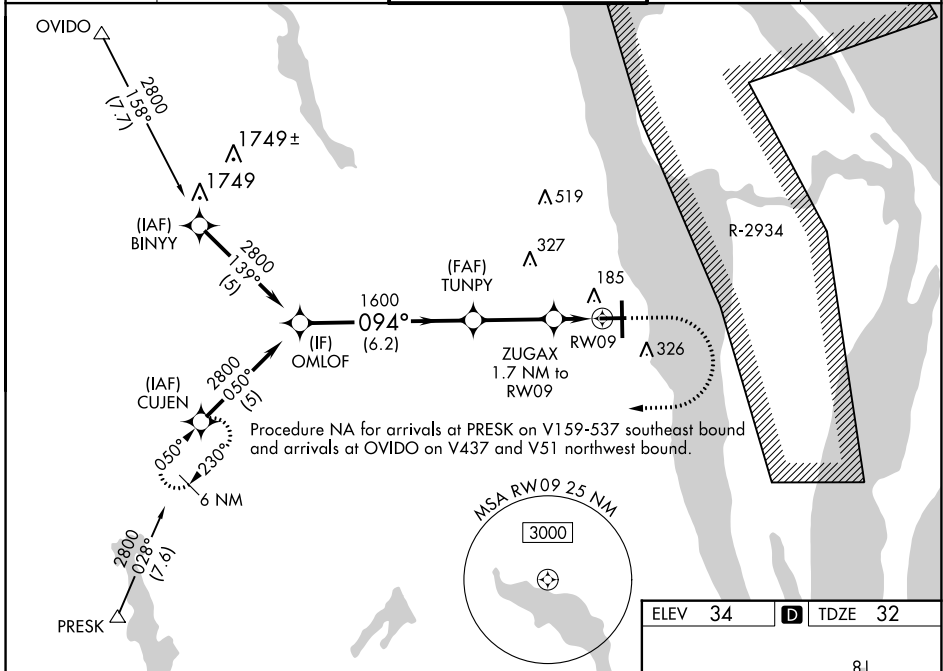 OVIDO
2800
158°
(7.7)
1749±
1749
(IAF)
BINYY
2800
139°
(5)
519
327
185
R-2934
(FAF)
TUNPY
1600
094°
(6.2)
(IF)
OMLOF
ZUGAX
1.7 NM to
RW09
RW09
326
(IAF)
CUJEN
2800
050°
(5)
Procedure NA for arrivals at PRESK on V159-537 southeast bound
and arrivals at OVIDO on V437 and V51 northwest bound.
050°
230°
6 NM
2800
028°
(7.6)
PRESK
MSA RW09 25 NM
3000
ELEV 34 D TDZE 32